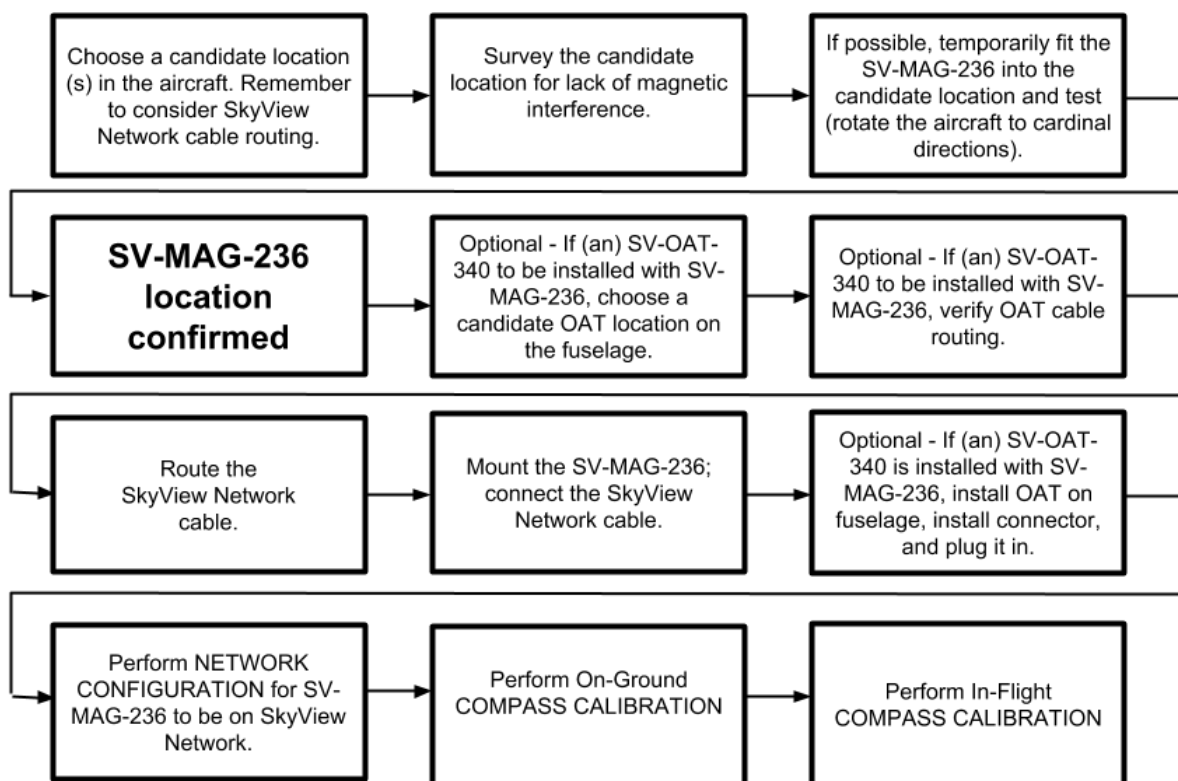 Choose a candidate location
(s) in the aircraft. Remember
to consider SkyView
Network cable routing.
Survey the candidate
location for lack of magnetic
interference.
If possible, temporarily fit the
SV-MAG-236 into the
candidate location and test
(rotate the aircraft to cardinal
directions).
SV-MAG-236
location
confirmed
Optional - If (an) SV-OAT-
340 to be installed with SV-
MAG-236, choose a
candidate OAT location on
the fuselage.
Optional - If (an) SV-OAT-
340 to be installed with SV-
MAG-236, verify OAT cable
routing.
Route the
SkyView Network
cable.
Mount the SV-MAG-236;
connect the SkyView
Network cable.
Optional - If (an) SV-OAT-
340 is installed with SV-
MAG-236, install OAT on
fuselage, install connector,
and plug it in.
Perform NETWORK
CONFIGURATION for SV-
MAG-236 to be on SkyView
Network.
Perform On-Ground
COMPASS CALIBRATION
Perform In-Flight
COMPASS CALIBRATION